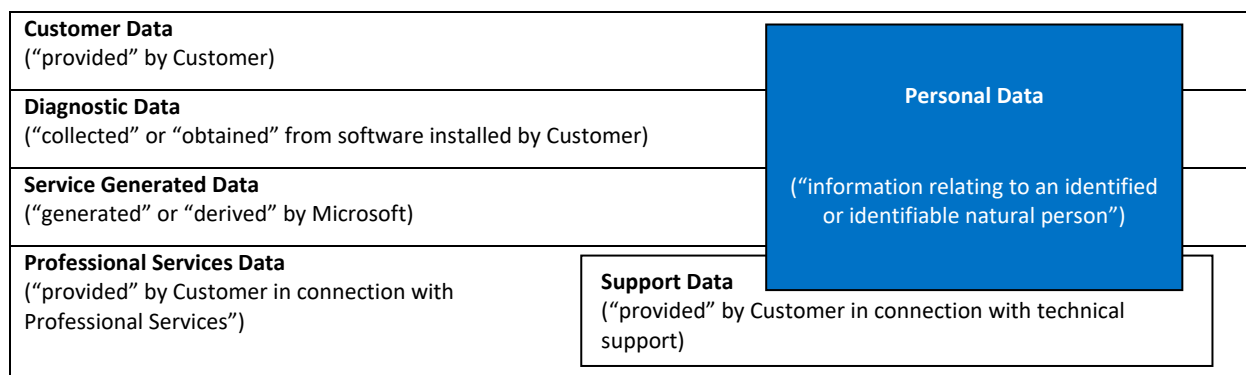 Customer Data
(“provided” by Customer)
Diagnostic Data
(“collected” or “obtained” from software installed by Customer)
Service Generated Data
(“generated” or “derived” by Microsoft)
Professional Services Data
(“provided” by Customer in connection with
Professional Services”)
Support Data
(“provided” by Customer in connection with technical
support)
Personal Data
(“information relating to an identified
or identifiable natural person”)